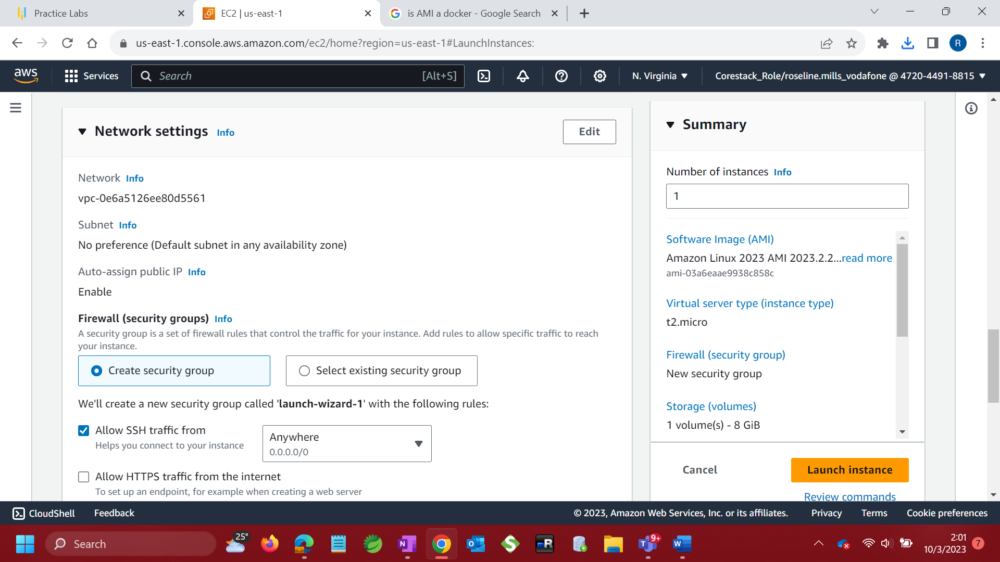 Practice Labs
EC2 | us-east-1
is AMI a docker - Google Search
us-east-1.console.aws.amazon.com/ec2/home?region=us-east-1#LaunchInstances:
R
aws
Services
Search
[Alt+S]
N. Virginia
Corestack_Role/roseline.mills_vodafone @ 4720-4491-8815
Network settings Info
Edit
Network Info
vpc-0e6a5126ee80d5561
Subnet Info
No preference (Default subnet in any availability zone)
Auto-assign public IP Info
Enable
Firewall (security groups) Info
A security group is a set of firewall rules that control the traffic for your instance. Add rules to allow specific traffic to reach
your instance.
Create security group
Select existing security group
We'll create a new security group called 'launch-wizard-1' with the following rules:
Allow SSH traffic from
Helps you connect to your instance
Anywhere
0.0.0.0/0
Allow HTTPS traffic from the internet
To set up an endpoint, for example when creating a web server
Summary
Number of instances Info
1
Software Image (AMI)
Amazon Linux 2023 AMI 2023.2.2...read more
ami-03a6eaae9938c858c
Virtual server type (instance type)
t2.micro
Firewall (security group)
New security group
Storage (volumes)
1 volume(s) - 8 GiB
Cancel
Launch instance
Review commands
CloudShell
Feedback
© 2023, Amazon Web Services, Inc. or its affiliates.
Privacy
Terms
Cookie preferences
Search
25°
N
O
S
mR
T
9+
W
2:01
10/3/2023
7